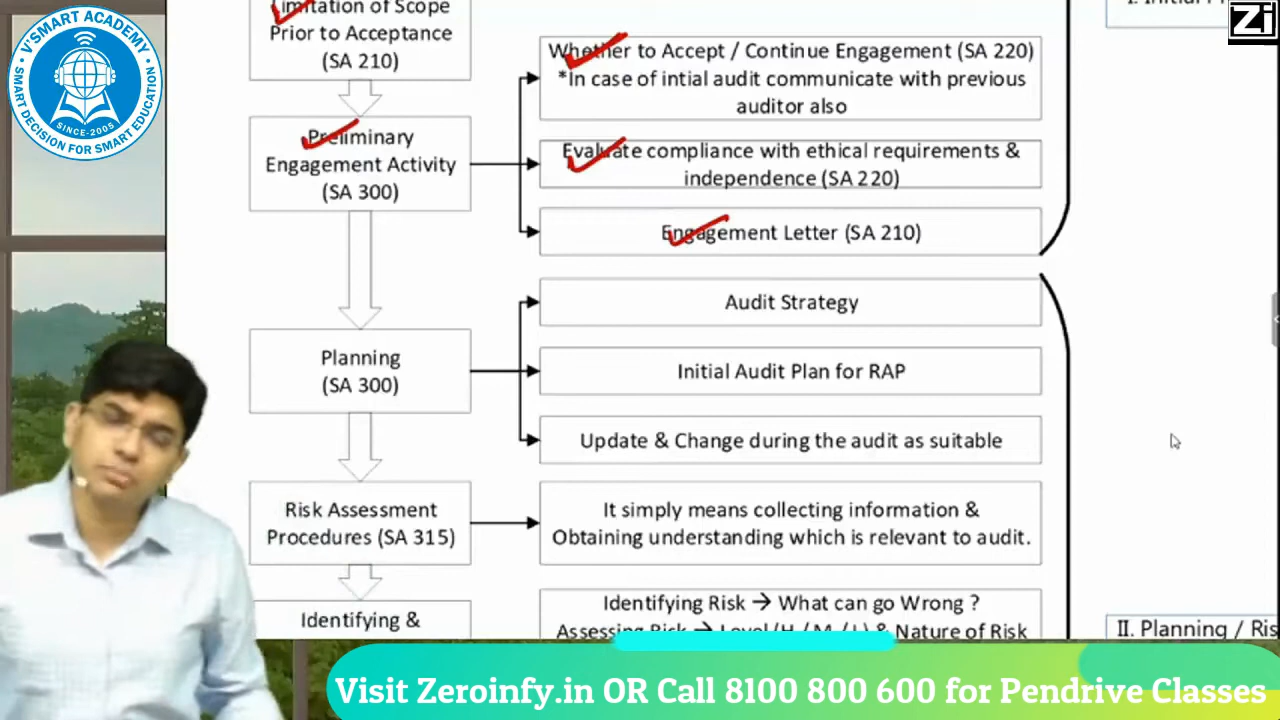 V'SMART ACADEMY
SMART DECISION FOR SMART EDUCATION
SINCE-2005
Limitation of Scope
Prior to Acceptance
(SA 210)
Whether to Accept / Continue Engagement (SA 220)
*In case of intial audit communicate with previous
auditor also
Preliminary
Engagement Activity
(SA 300)
Evaluate compliance with ethical requirements &
independence (SA 220)
Engagement Letter (SA 210)
Planning
(SA 300)
Audit Strategy
Initial Audit Plan for RAP
Update & Change during the audit as suitable
Risk Assessment
Procedures (SA 315)
It simply means collecting information &
Obtaining understanding which is relevant to audit.
Identifying &
Identifying Risk → What can go Wrong ?
Assessing Risk → Level (H / M / L) & Nature of Risk
I. Initial
II. Planning / Ris
Zi
Visit Zeroinfy.in OR Call 8100 800 600 for Pendrive Classes